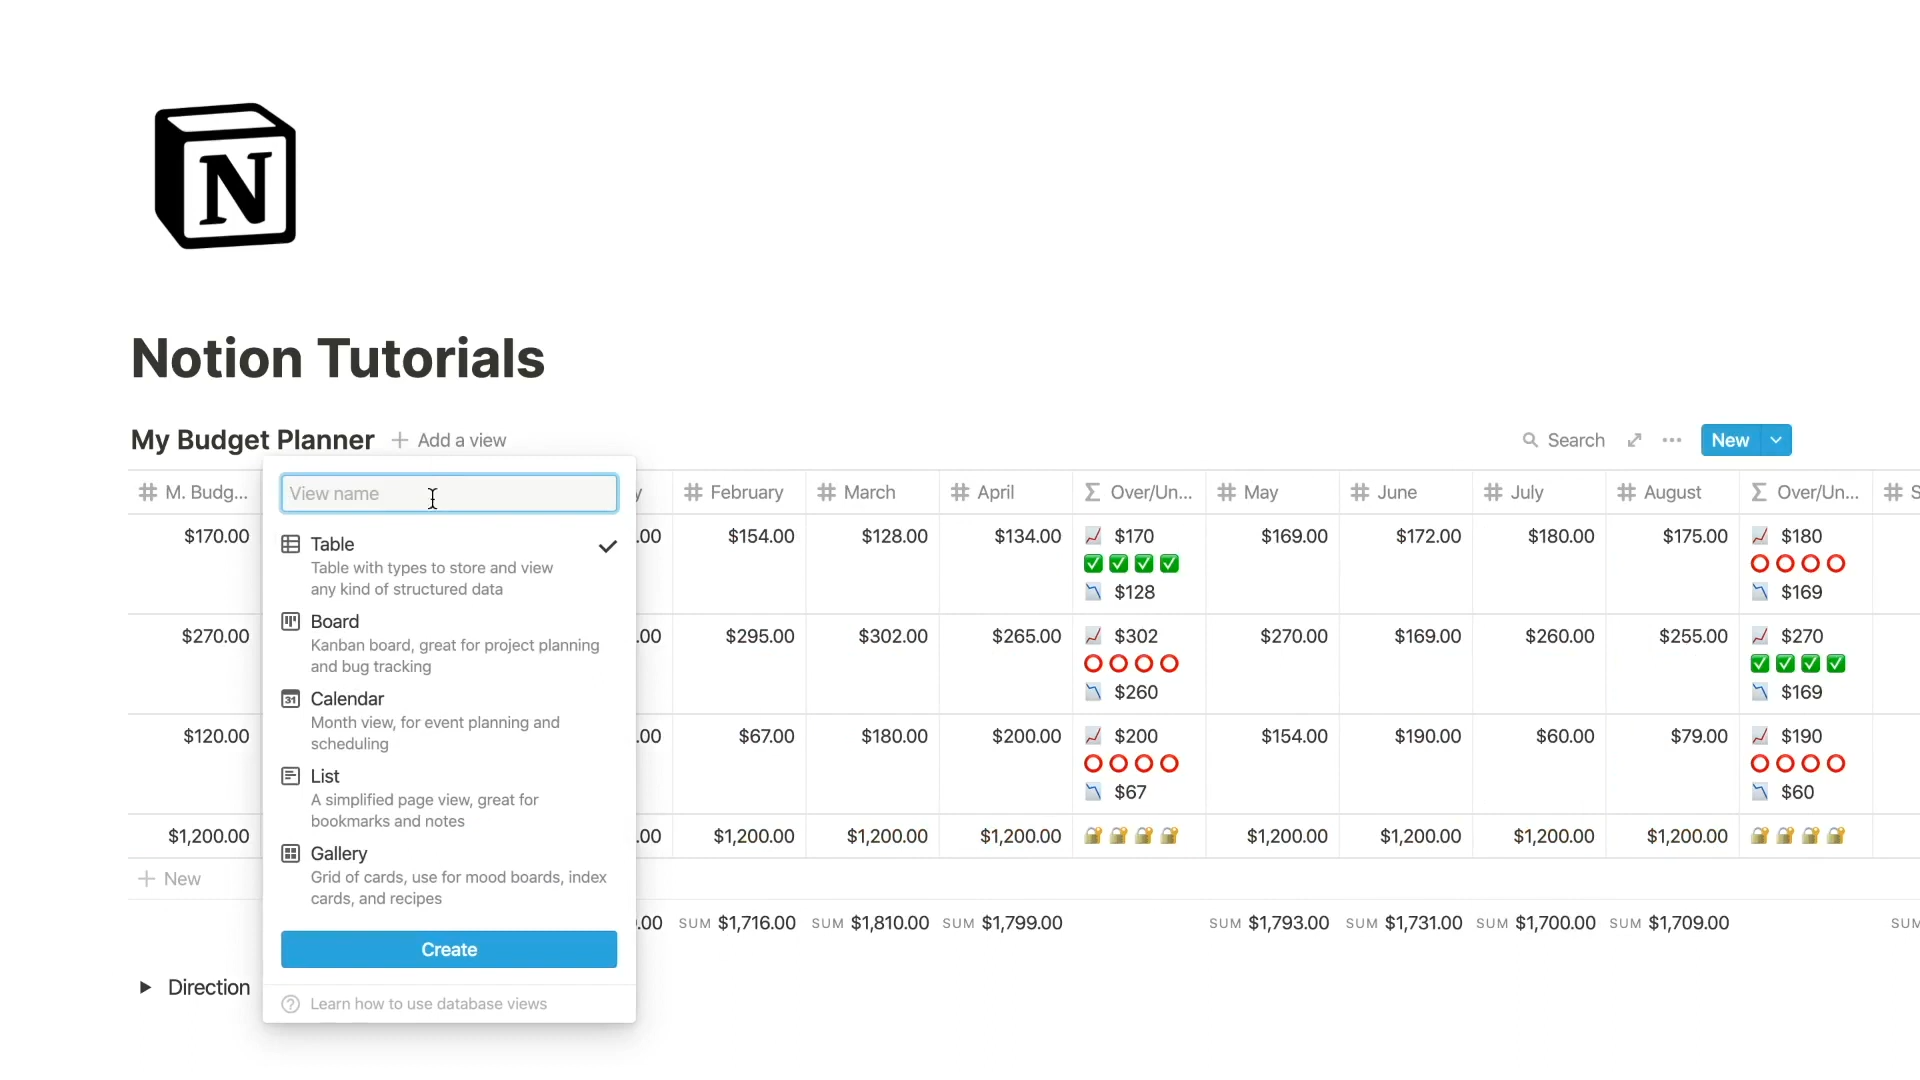 N
Notion Tutorials
My Budget Planner + Add a view Search ••• New
# M. Budg... y # February # March # April Σ Over/Un... # May # June # July # August Σ Over/Un... # S
View name
$170.00 .00 $154.00 $128.00 $134.00 $170 $169.00 $172.00 $180.00 $175.00 $180
$128 $169
$270.00 .00 $295.00 $302.00 $265.00 $302 $270.00 $169.00 $260.00 $255.00 $270
$260 $169
$120.00 .00 $67.00 $180.00 $200.00 $200 $154.00 $190.00 $60.00 $79.00 $190
$67 $60
$1,200.00 .00 $1,200.00 $1,200.00 $1,200.00 $1,200.00 $1,200.00 $1,200.00 $1,200.00
+ New
.00 SUM $1,716.00 SUM $1,810.00 SUM $1,799.00 SUM $1,793.00 SUM $1,731.00 SUM $1,700.00 SUM $1,709.00 SUM
Table
Table with types to store and view
any kind of structured data
Board
Kanban board, great for project planning
and bug tracking
31 Calendar
Month view, for event planning and
scheduling
List
A simplified page view, great for
bookmarks and notes
Gallery
Grid of cards, use for mood boards, index
cards, and recipes
Create
? Learn how to use database views
Direction